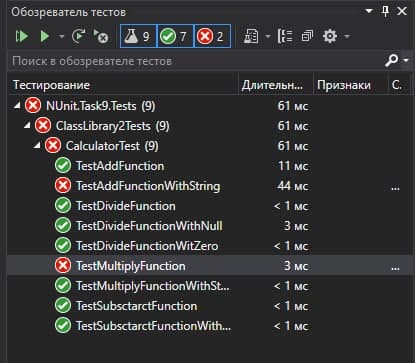 Обозреватель тестов
9 7 2
Поиск в обозревателе тестов
Тестирование Длительн... Признаки С.
NUnit.Task9.Tests (9) 61 мс
ClassLibrary2Tests (9) 61 мс
CalculatorTest (9) 61 мс
TestAddFunction 11 мс
TestAddFunctionWithString 44 мс ...
TestDivideFunction < 1 мс
TestDivideFunctionWithNull 3 мс
TestDivideFunctionWitZero < 1 мс
TestMultiplyFunction 3 мс ...
TestMultiplyFunctionWithSt... < 1 мс
TestSubsctarctFunction < 1 мс
TestSubsctarctFunctionWith... < 1 мс